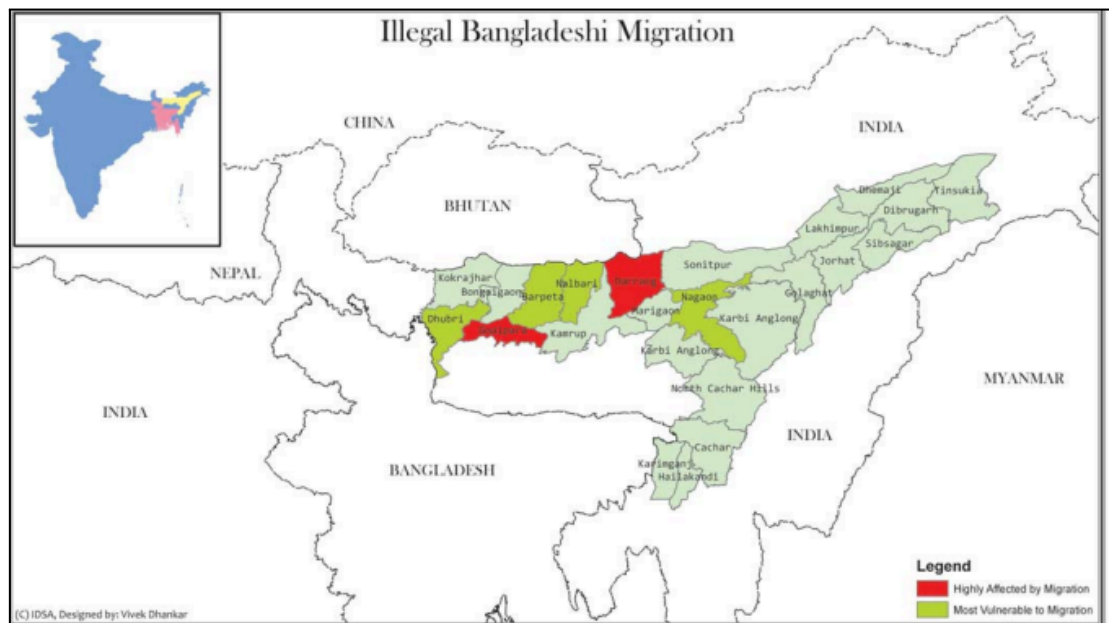 Illegal Bangladeshi Migration
CHINA
INDIA
BHUTAN
NEPAL
Dhemaji
Tinsukia
Dibrugarh
Lakhimpur
Sibsagar
Jorhat
Sonitpur
Golaghat
Kokrajhar
Bongaigaon
Barpeta
Nalbari
Darrang
Nagaon
Dhubri
Goalpara
Kamrup
Marigaon
Karbi Anglong
Karbi Anglong
North Cachar Hills
MYANMAR
INDIA
INDIA
BANGLADESH
Cachar
Karimganj
Hailakandi
Legend
Highly Affected by Migration
Most Vulnerable to Migration
(C) IDSA, Designed by: Vivek Dhankar